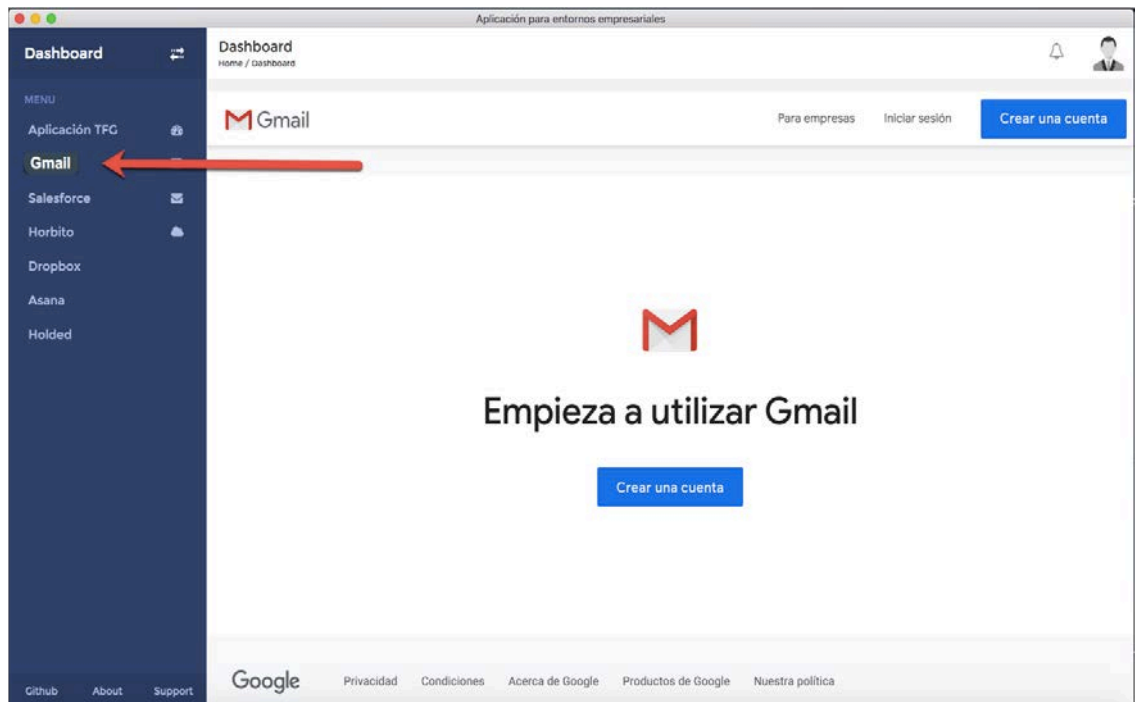 Aplicación para entornos empresariales
Dashboard
Dashboard
Home / Dashboard
MENU
Aplicación TFG
Gmail
Salesforce
Horbito
Dropbox
Asana
Holded
Gmail
Para empresas Iniciar sesión Crear una cuenta
Empieza a utilizar Gmail
Crear una cuenta
Google Privacidad Condiciones Acerca de Google Productos de Google Nuestra política
Github About Support